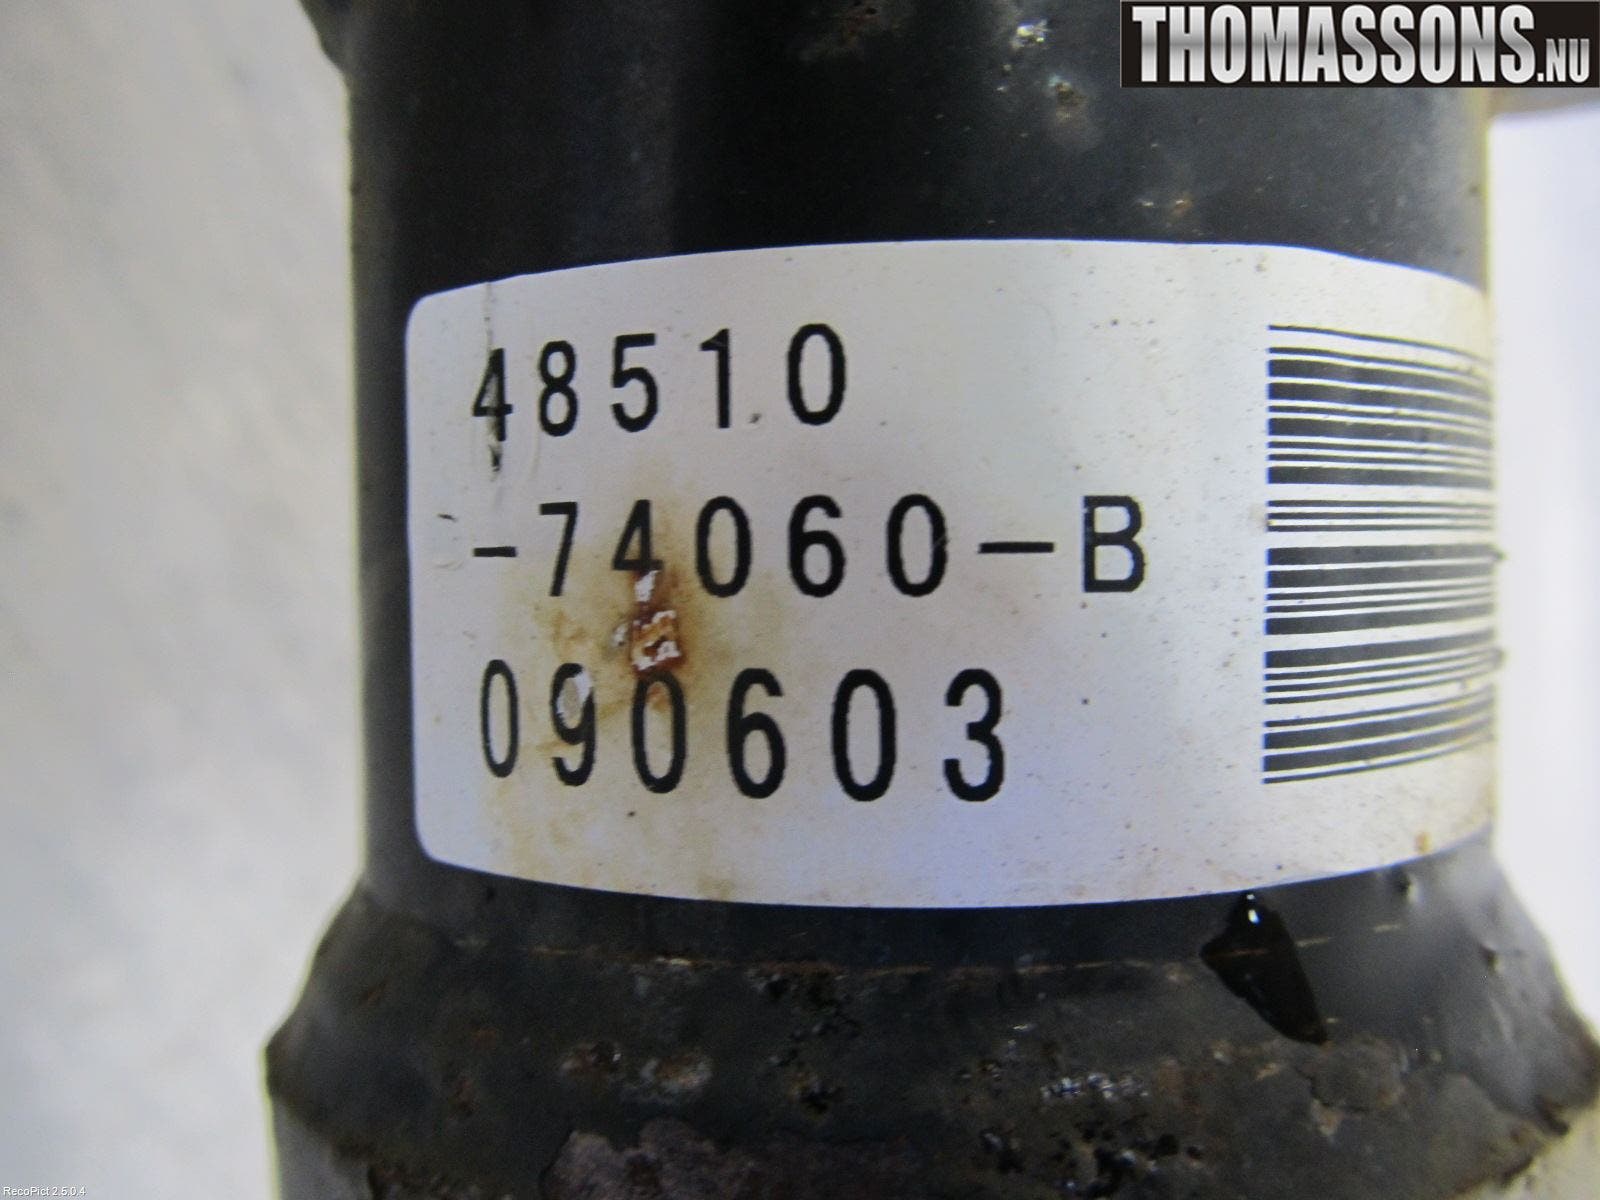 THOMASSONS.NU
48510
-74060-B
090603
RecoPict 2.5.0.4